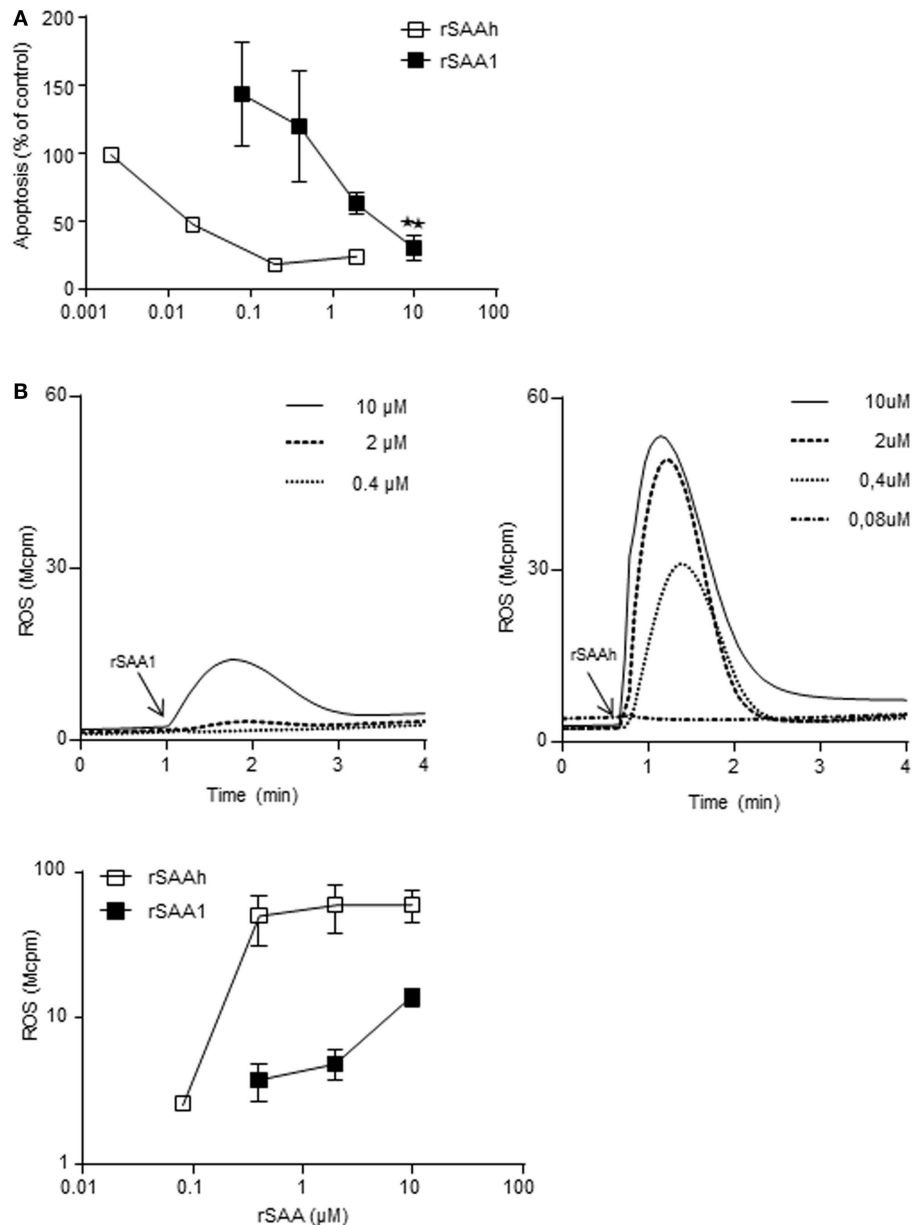 A
Apoptosis (% of control)
200
150
100
50
0
0.001 0.01 0.1 1 10 100
rSAAh
rSAA1
★★
B
ROS (Mcpm)
60
30
0
0 1 2 3 4
Time (min)
10 µM
2 µM
0.4 µM
rSAA1
ROS (Mcpm)
60
30
0
0 1 2 3 4
Time (min)
10uM
2uM
0,4uM
0,08uM
rSAAh
ROS (Mcpm)
100
10
1
0.01 0.1 1 10 100
rSAA (µM)
rSAAh
rSAA1